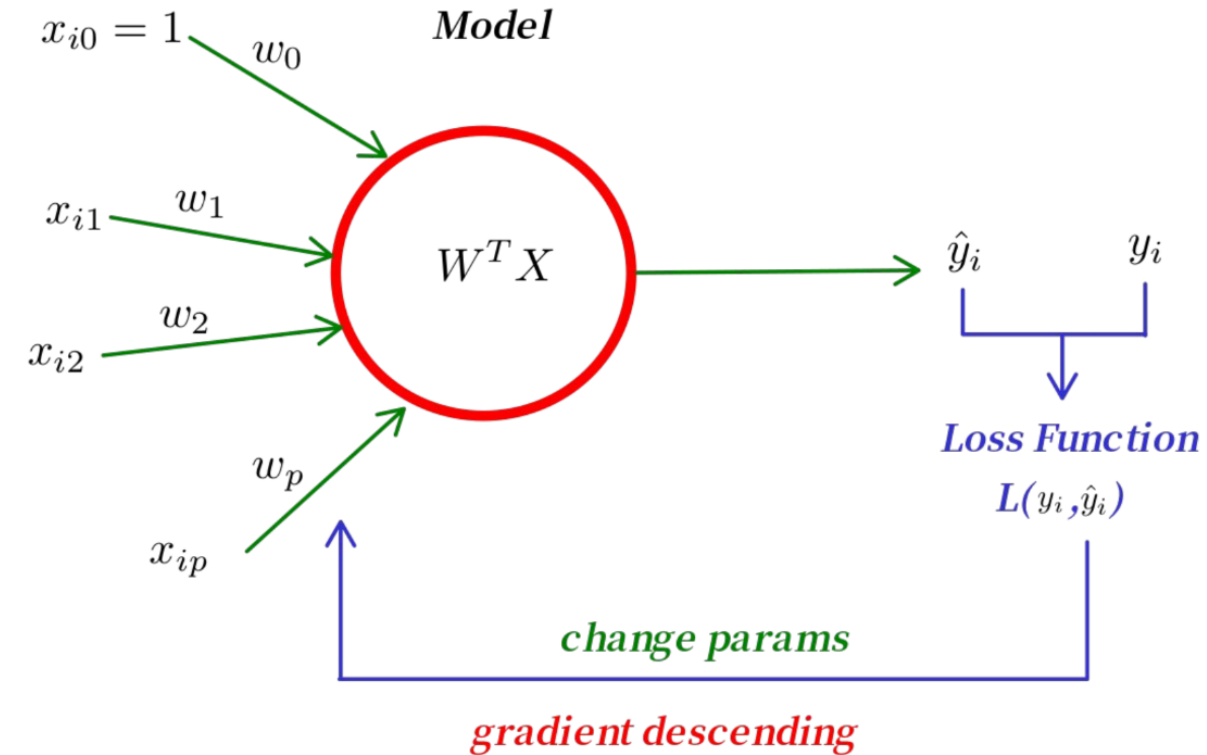 Model
x_{i0} = 1
w_0
x_{i1}
w_1
W^T X
ŷ_i
y_i
w_2
x_{i2}
Loss Function
w_p
L(y_i,ŷ_i)
x_{ip}
change params
gradient descending